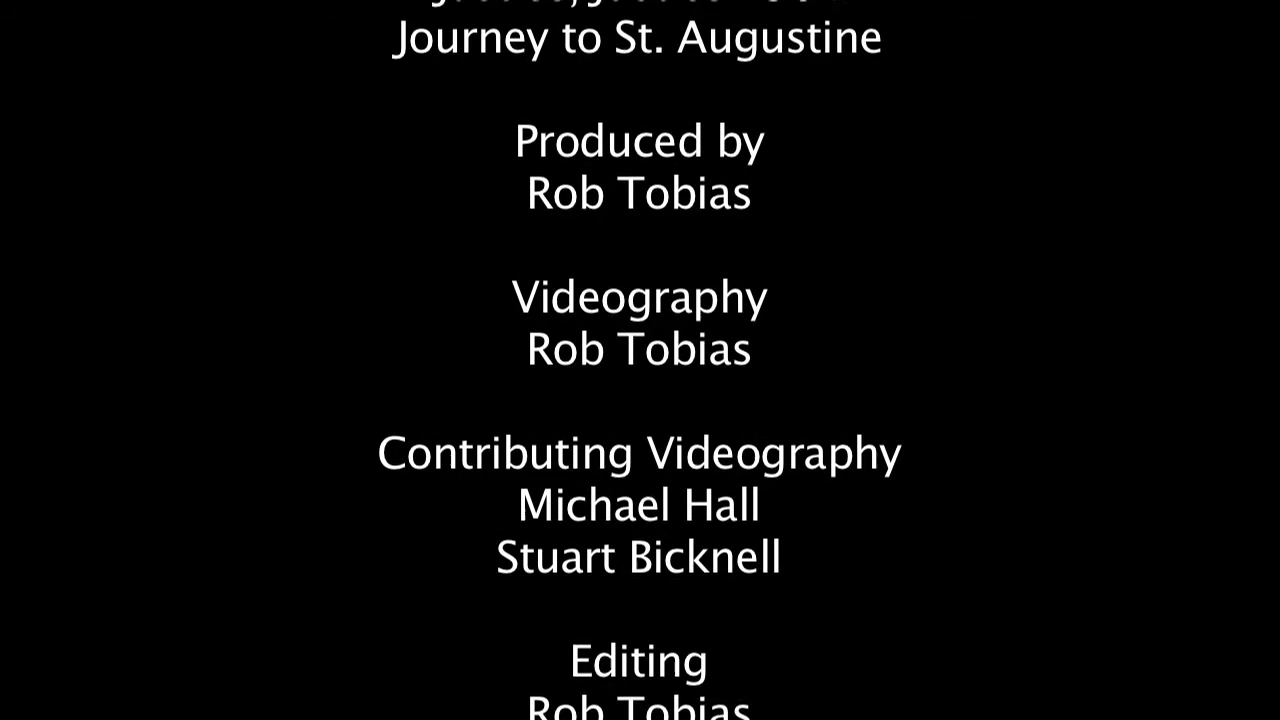 Journey to St. Augustine
Produced by
Rob Tobias
Videography
Rob Tobias
Contributing Videography
Michael Hall
Stuart Bicknell
Editing
Rob Tobias